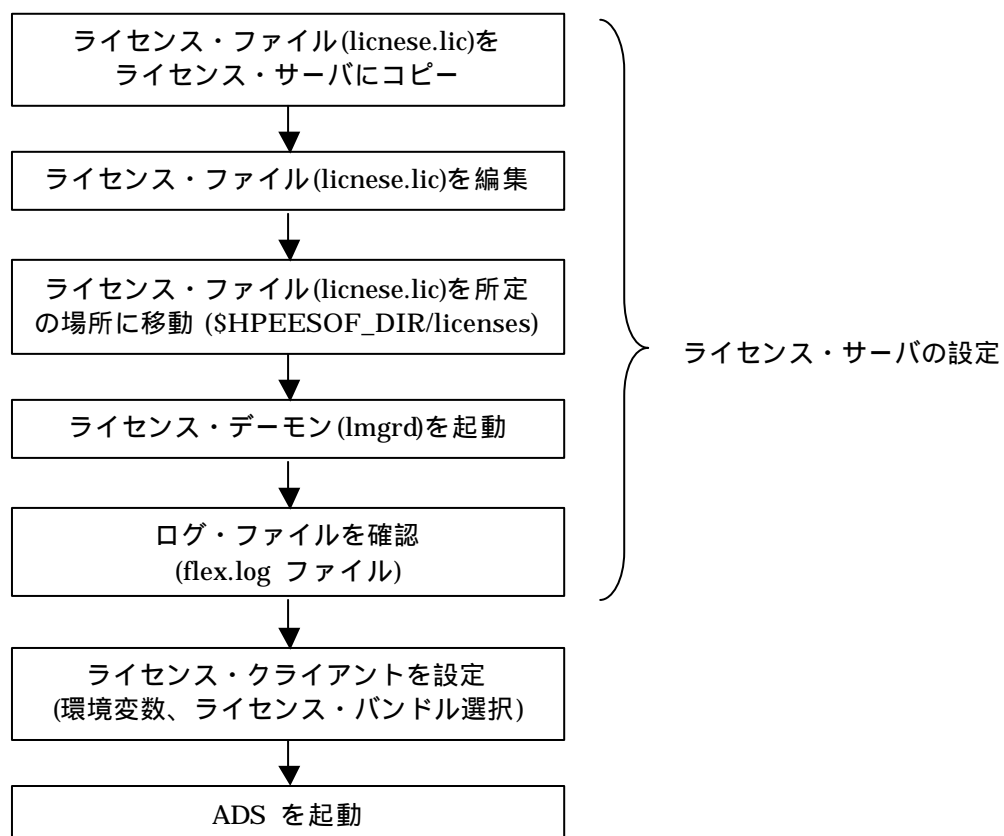 ライセンス・ファイル(licnese.lic)を
ライセンス・サーバにコピー
ライセンス・ファイル(licnese.lic)を編集
ライセンス・ファイル(licnese.lic)を所定
の場所に移動 ($HPEESOF_DIR/licenses)
ライセンス・デーモン(lmgrd)を起動
ログ・ファイルを確認
(flex.log ファイル)
ライセンス・サーバの設定
ライセンス・クライアントを設定
(環境変数、ライセンス・バンドル選択)
ADS を起動